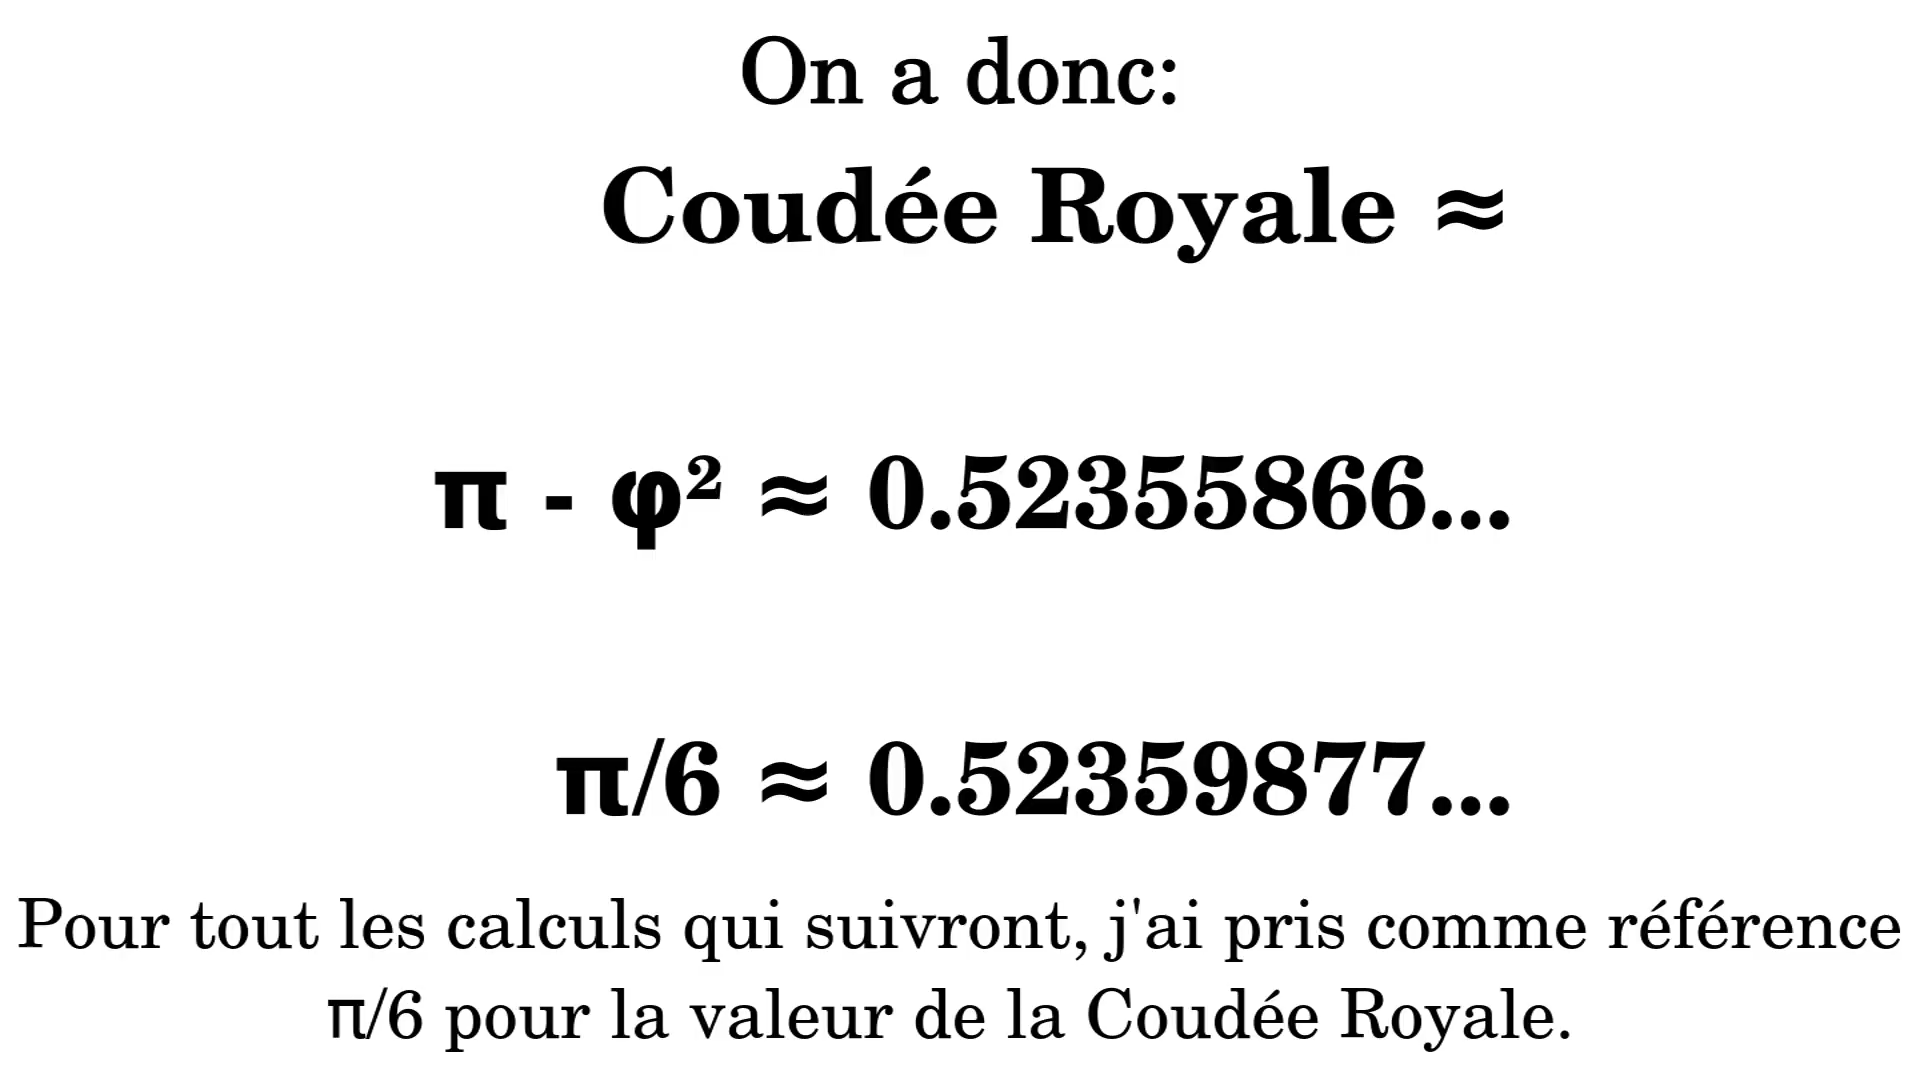 On a donc:
Coudée Royale ≈
π - φ² ≈ 0.52355866...
π/6 ≈ 0.52359877...
Pour tout les calculs qui suivront, j'ai pris comme référence
π/6 pour la valeur de la Coudée Royale.